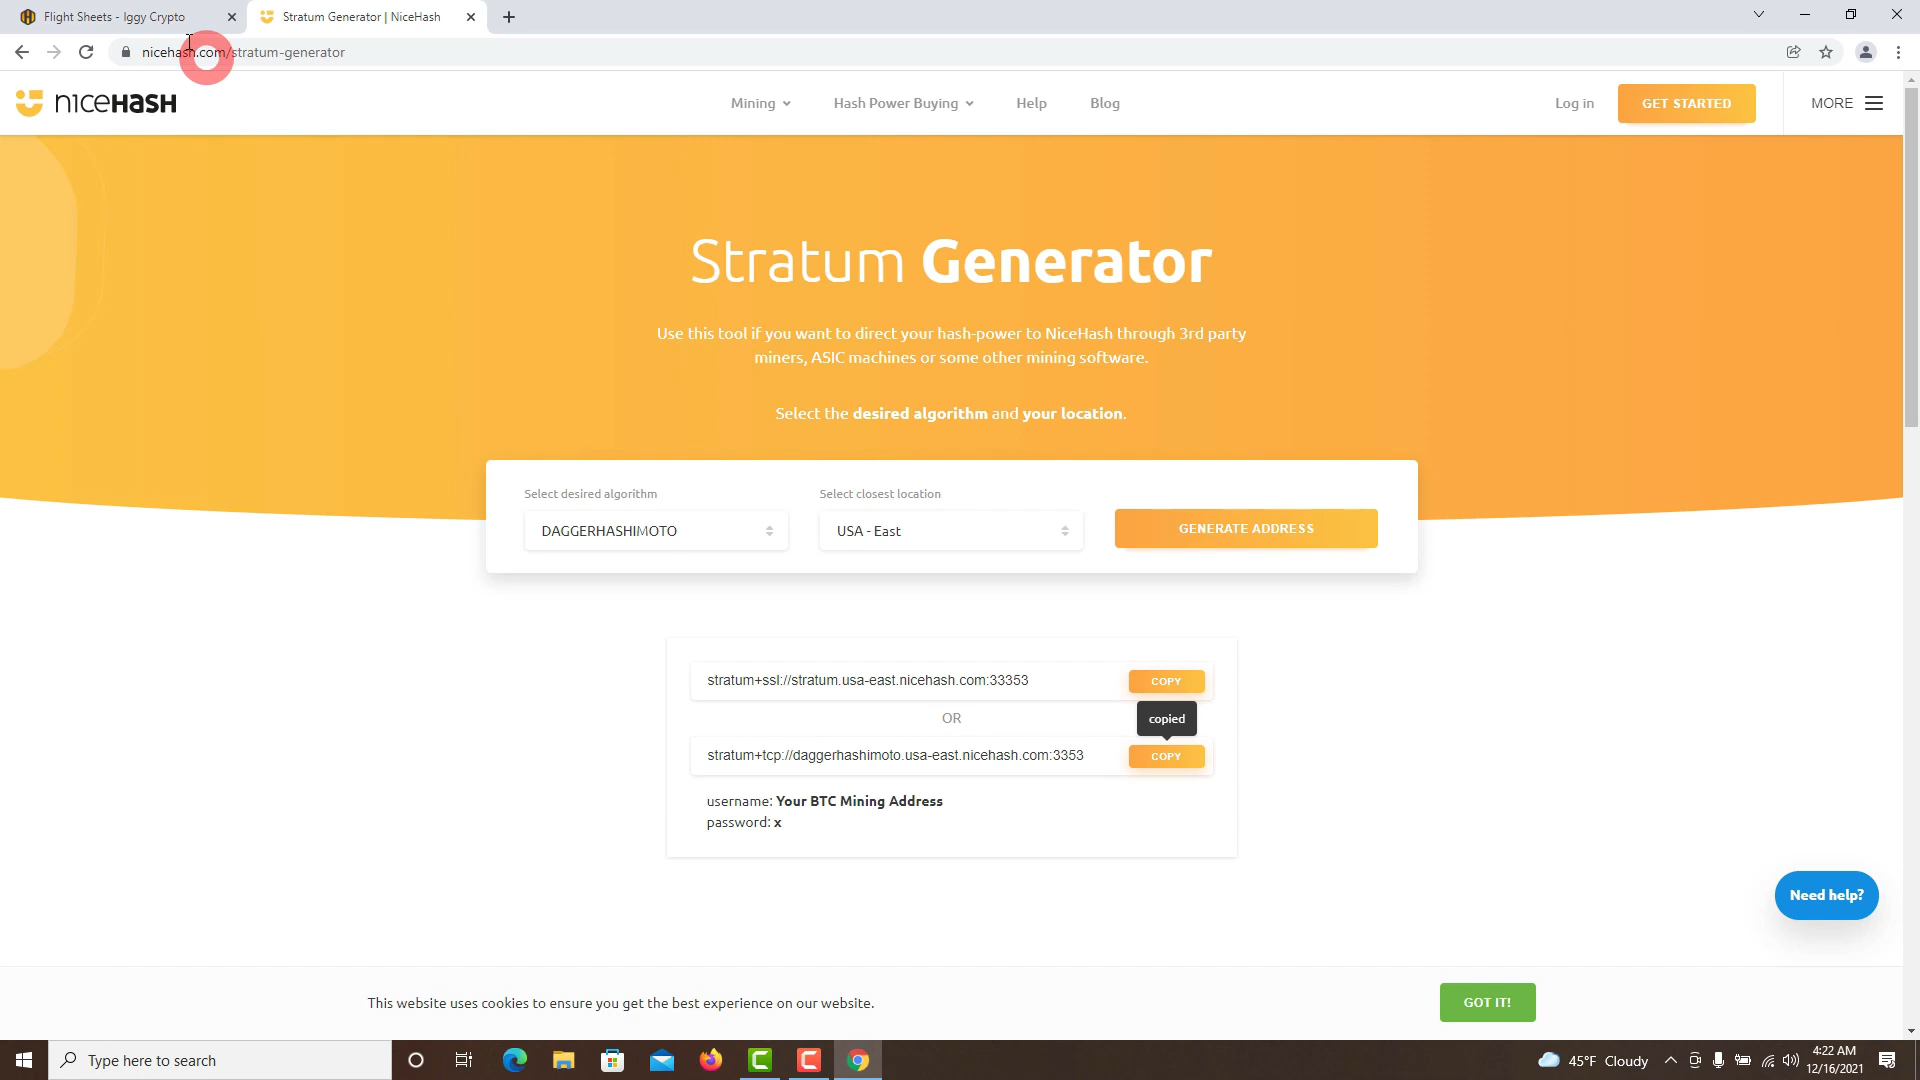 Flight Sheets - Iggy Crypto
Stratum Generator | NiceHash
nicehash.com/stratum-generator
niceHASH
Mining
Hash Power Buying
Help
Blog
Log in
GET STARTED
MORE
Stratum Generator
Use this tool if you want to direct your hash-power to NiceHash through 3rd party
miners, ASIC machines or some other mining software.
Select the desired algorithm and your location.
Select desired algorithm
Select closest location
DAGGERHASHIMOTO
USA - East
GENERATE ADDRESS
stratum+ssl://stratum.usa-east.nicehash.com:33353
COPY
OR
copied
stratum+tcp://daggerhashimoto.usa-east.nicehash.com:3353
COPY
username: Your BTC Mining Address
password: x
Need help?
This website uses cookies to ensure you get the best experience on our website.
GOT IT!
Type here to search
45°F Cloudy
4:22 AM
12/16/2021